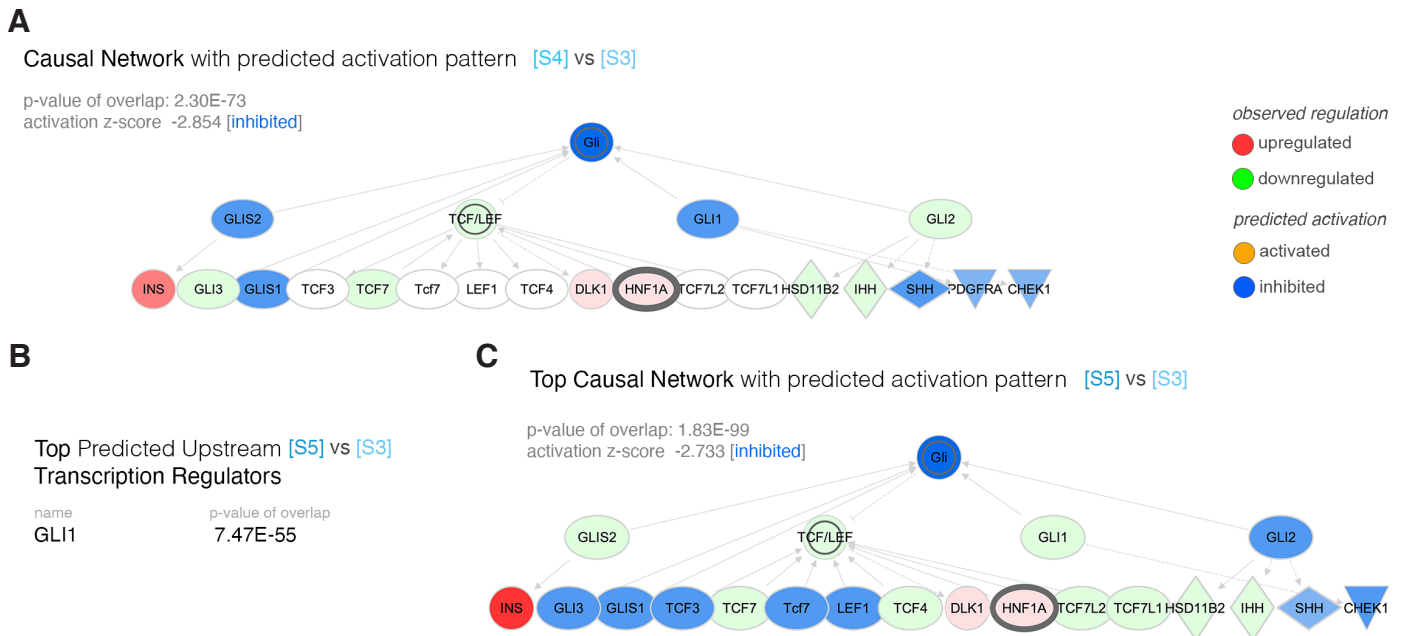 A
Causal Network with predicted activation pattern [S4] vs [S3]
p-value of overlap: 2.30E-73
activation z-score -2.854 [inhibited]
observed regulation
upregulated
downregulated
predicted activation
activated
inhibited
Gli
GLIS2 TCF/LEF GLI1 GLI2
INS GLI3 GLIS1 TCF3 TCF7 Tcf7 LEF1 TCF4 DLK1 HNF1A TCF7L2 TCF7L1 HSD11B2 IHH SHH PDGFRA CHEK1
B
Top Predicted Upstream [S5] vs [S3]
Transcription Regulators
name p-value of overlap
GLI1 7.47E-55
C
Top Causal Network with predicted activation pattern [S5] vs [S3]
p-value of overlap: 1.83E-99
activation z-score -2.733 [inhibited]
Gli
GLIS2 TCF/LEF GLI1 GLI2
INS GLI3 GLIS1 TCF3 TCF7 Tcf7 LEF1 TCF4 DLK1 HNF1A TCF7L2 TCF7L1 HSD11B2 IHH SHH CHEK1